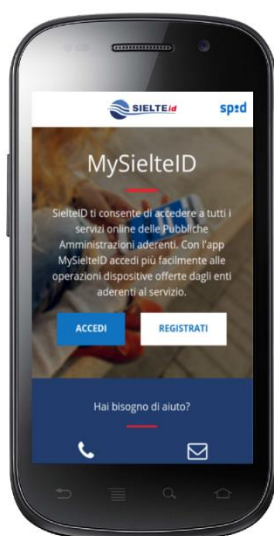 SIELTEid
spid
MySielteID
SielteID ti consente di accedere a tutti i
servizi online delle Pubbliche
Amministrazioni aderenti. Con l'app
MySielteID accedi più facilmente alle
operazioni dispositive offerte dagli enti
aderenti al servizio.
ACCEDI REGISTRATI
Hai bisogno di aiuto?